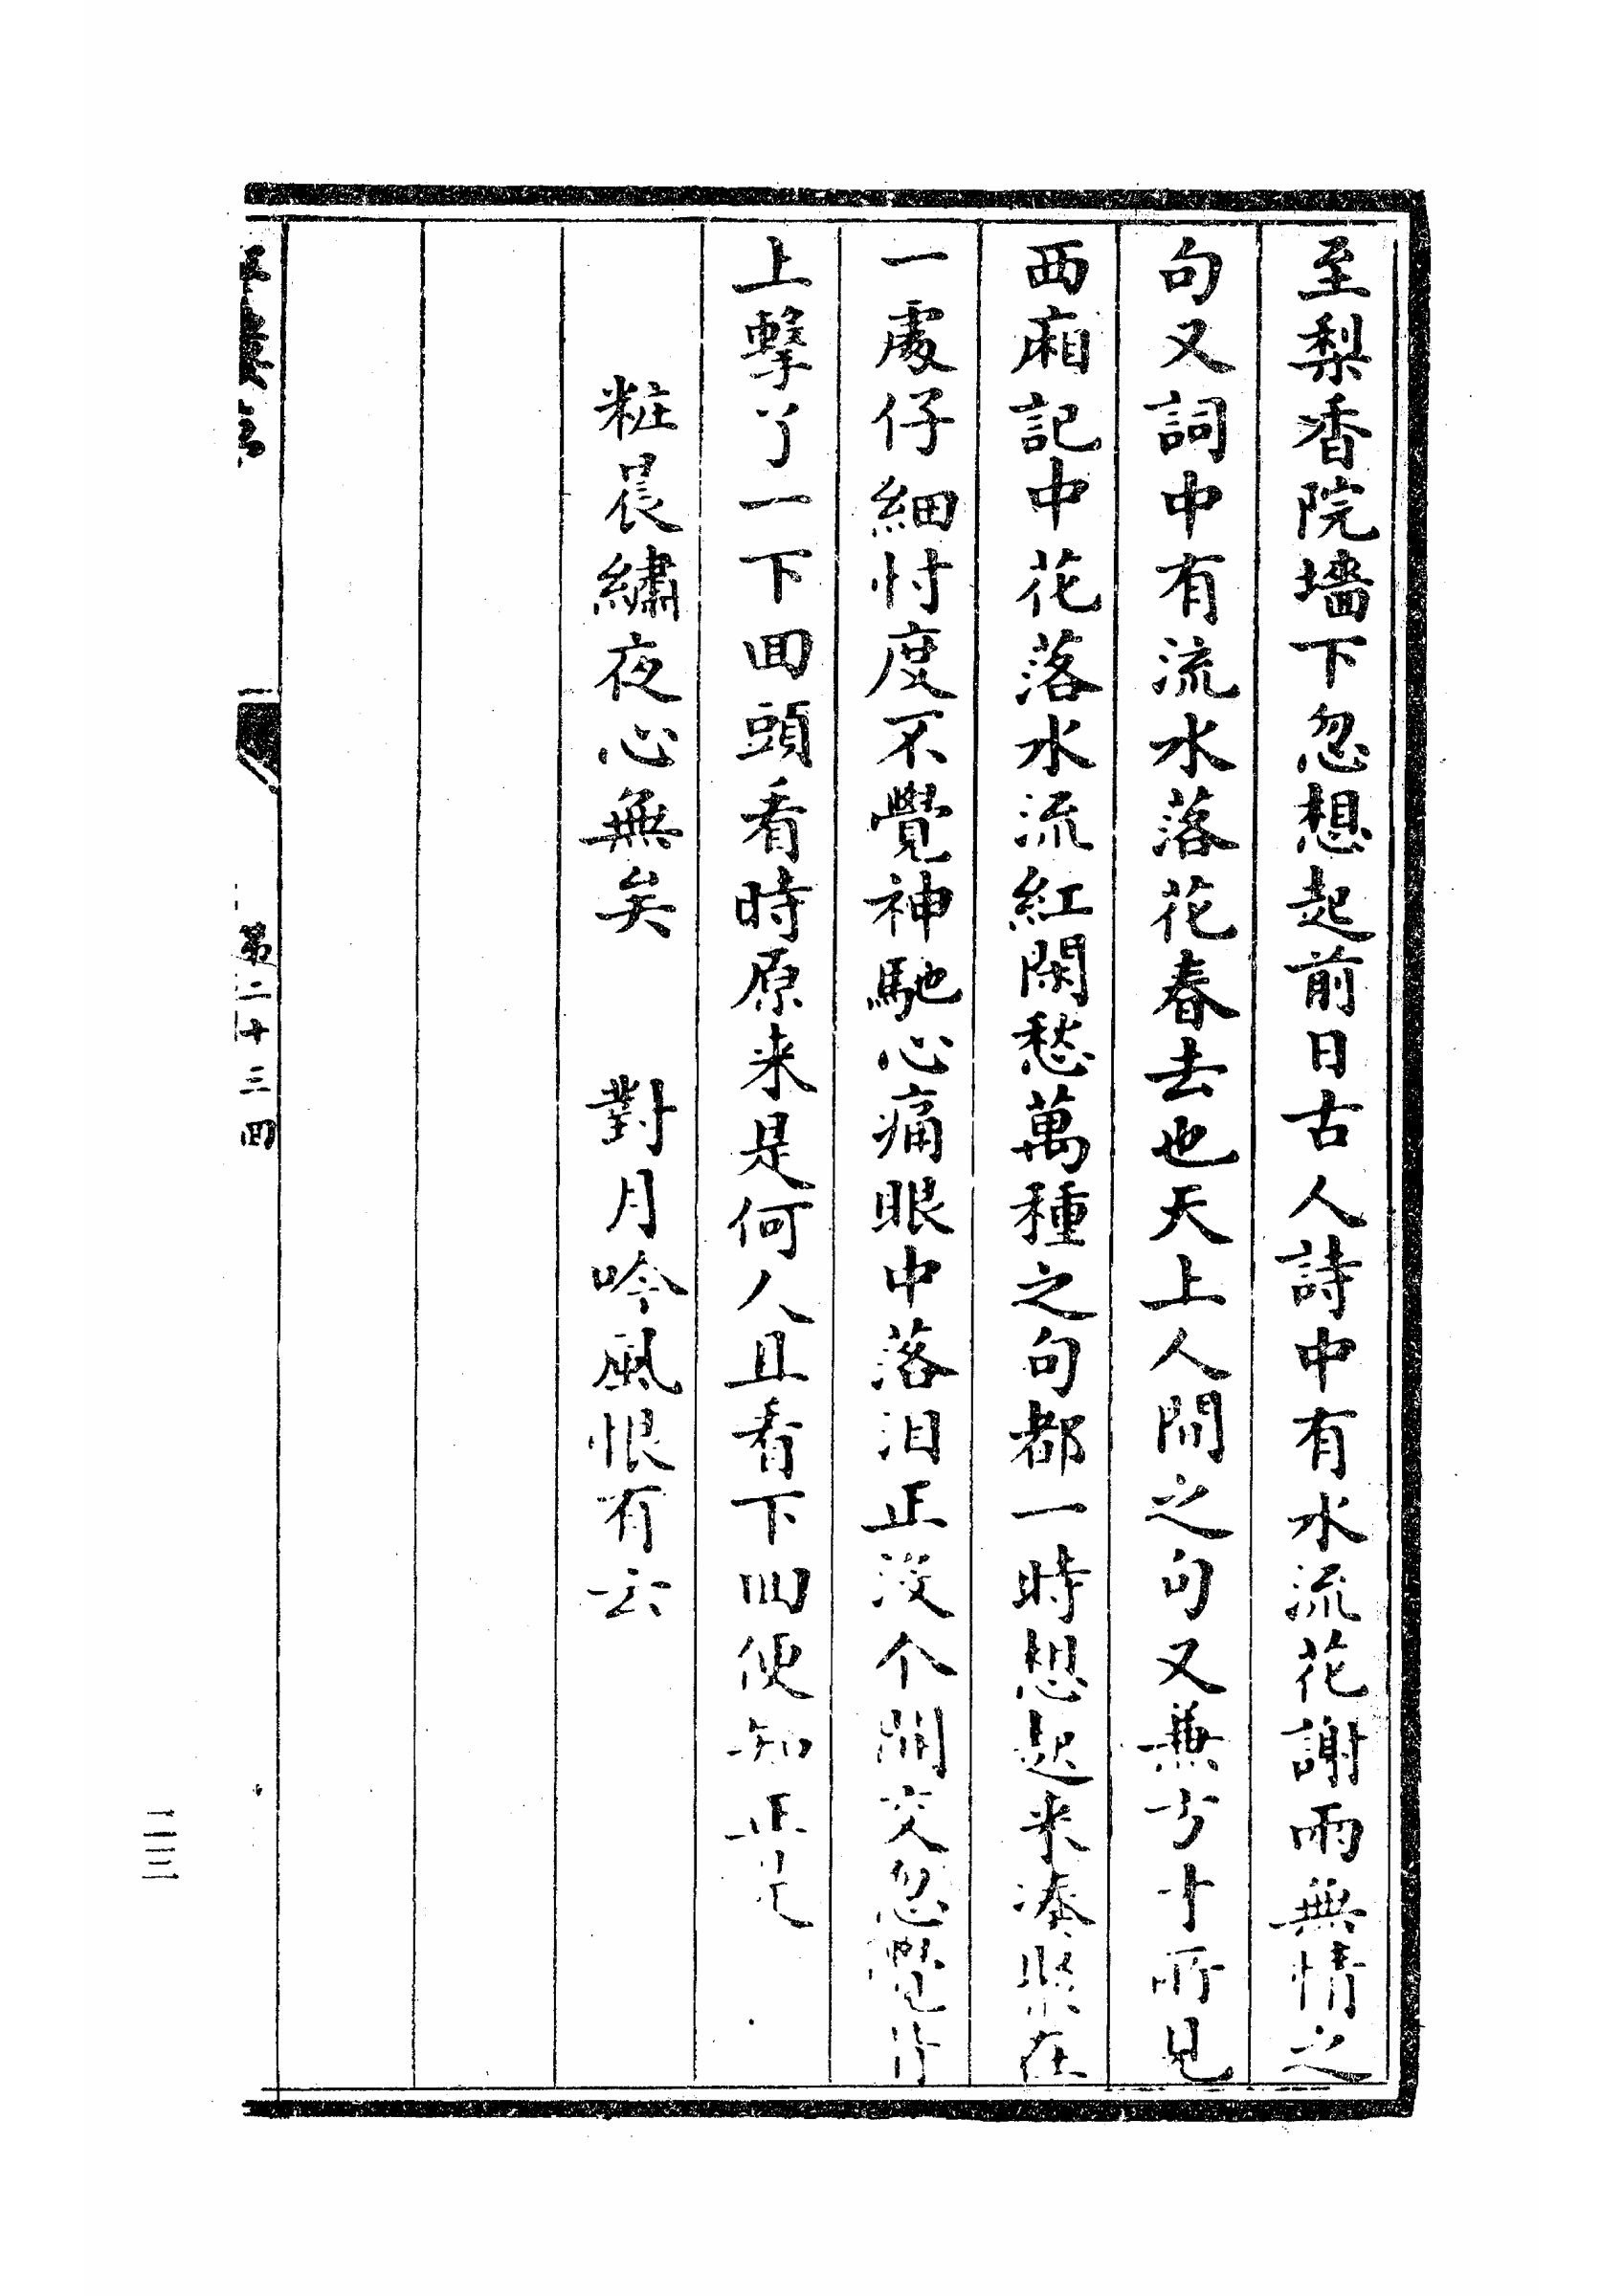 至梨香院墻下忽想起前日古人詩中有水流花謝兩無情之
句又詞中有流水落花春去也天上人間之句又兼方才所見
西廂記中花落水流紅閑愁萬種之句都一時想起来湊聚在
一處仔細忖度不覺神馳心痛眼中落泪正没个開交忽覺背
上擊了一下回頭看時原来是何人且看下回便知正是
粧晨繡夜心無矣 對月吟風恨有云
第二十三回
二三三